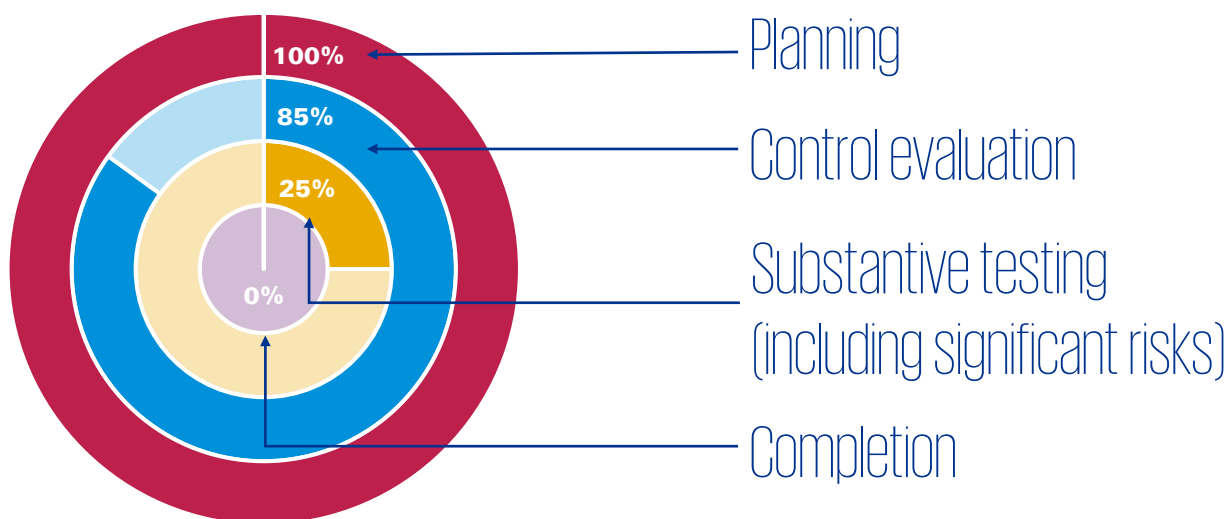 100%
Planning
85%
Control evaluation
25%
Substantive testing
(including significant risks)
0%
Completion